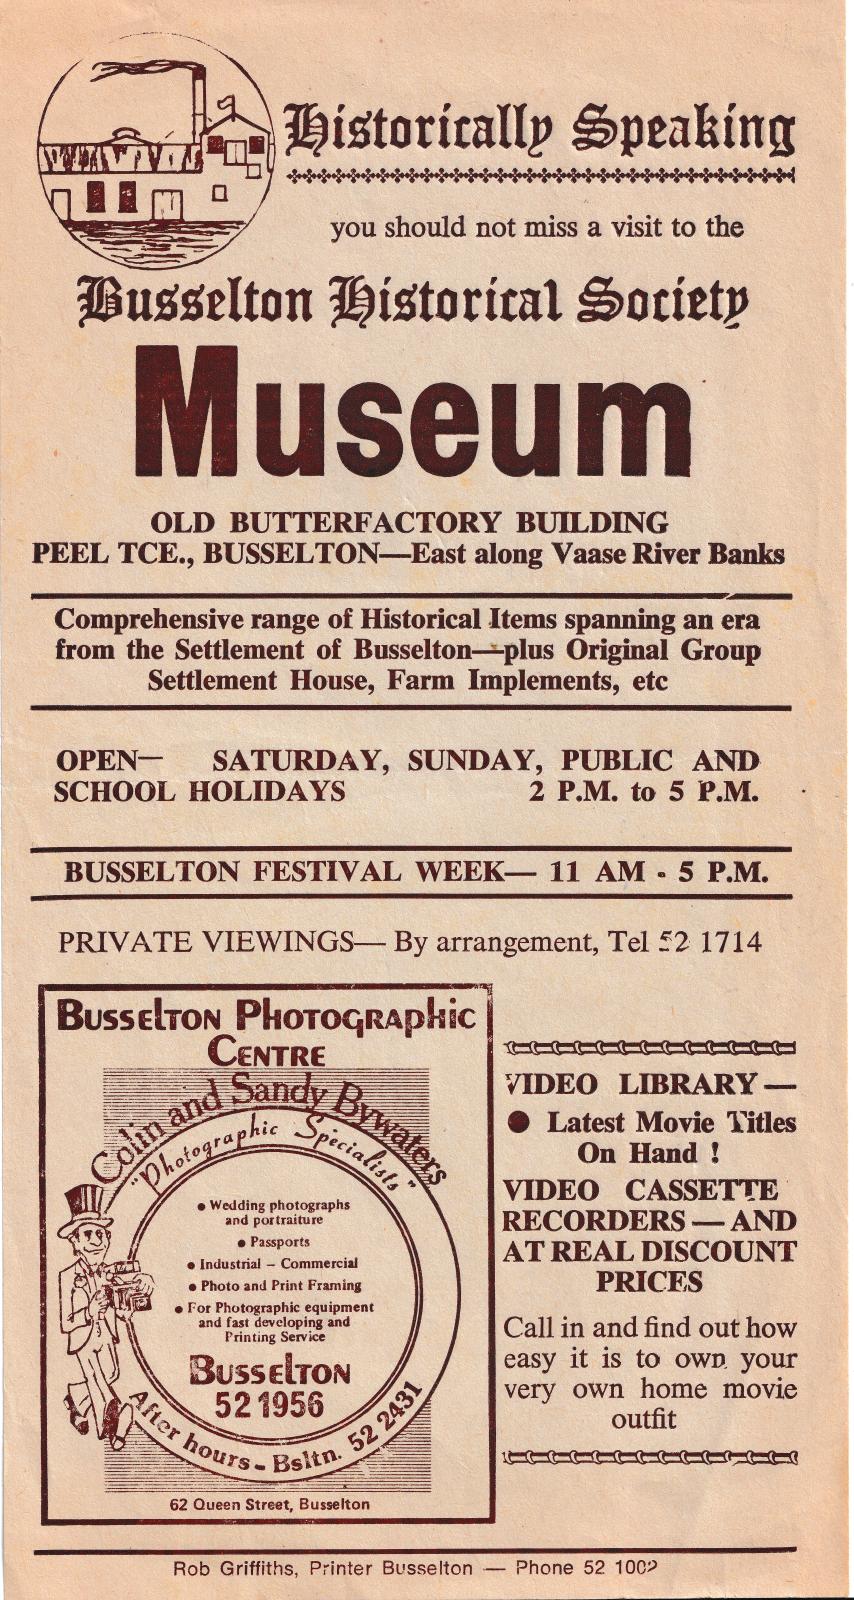 Historically Speaking
you should not miss a visit to the
Busselton Historical Society
Museum
OLD BUTTERFACTORY BUILDING
PEEL TCE., BUSSELTON—East along Vaase River Banks
Comprehensive range of Historical Items spanning an era
from the Settlement of Busselton—plus Original Group
Settlement House, Farm Implements, etc
OPEN— SATURDAY, SUNDAY, PUBLIC AND
SCHOOL HOLIDAYS 2 P.M. to 5 P.M.
BUSSELTON FESTIVAL WEEK— 11 AM - 5 P.M.
PRIVATE VIEWINGS— By arrangement, Tel 52 1714
BUSSELTON PHOTOGRAPHIC
CENTRE
Colin and Sandy Bywaters
"Photographic Specialists"
• Wedding photographs
and portraiture
• Passports
• Industrial – Commercial
• Photo and Print Framing
• For Photographic equipment
and fast developing and
Printing Service
BUSSELTON
52 1956
After hours - Bsltn. 52 2431
62 Queen Street, Busselton
VIDEO LIBRARY—
● Latest Movie Titles
On Hand !
VIDEO CASSETTE
RECORDERS — AND
AT REAL DISCOUNT
PRICES
Call in and find out how
easy it is to own your
very own home movie
outfit
Rob Griffiths, Printer Busselton — Phone 52 1002